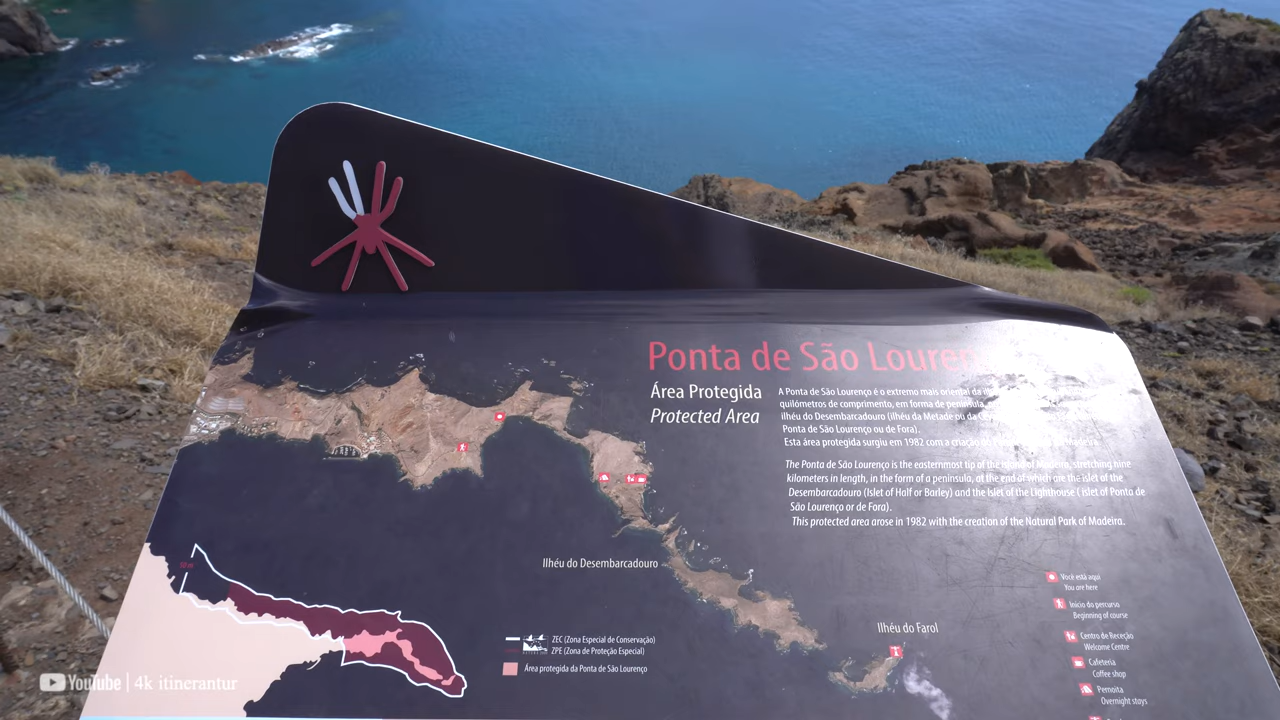 Ponta de São Louren
Área Protegida
Protected Area
A Ponta de São Lourenço é o extremo mais oriental da
quilómetros de comprimento, em forma de península,
ilhéu do Desembarcadouro (ilhéu da Metade ou da
Ponta de São Lourenço ou de Fora).
Esta área protegida surgiu em 1982 com a criação Madeira.
The Ponta de São Lourenço is the easternmost tip of the island of Madeira, stretching nine
kilometers in length, in the form of a peninsula, at the end of which are the islet of the
Desembarcadouro (Islet of Half or Barley) and the Islet of the Lighthouse ( islet of Ponta de
São Lourenço or de Fora).
This protected area arose in 1982 with the creation of the Natural Park of Madeira.
Ilhéu do Desembarcadouro
Ilhéu do Farol
50 m
ZEC (Zona Especial de Conservação)
ZPE (Zona de Proteção Especial)
Área protegida da Ponta de São Lourenço
Você está aqui
You are here
Início do percurso
Beginning of course
Centro de Receção
Welcome Centre
Cafeteria
Coffee shop
Pernoita
Overnight stays
YouTube | 4k itinerantur